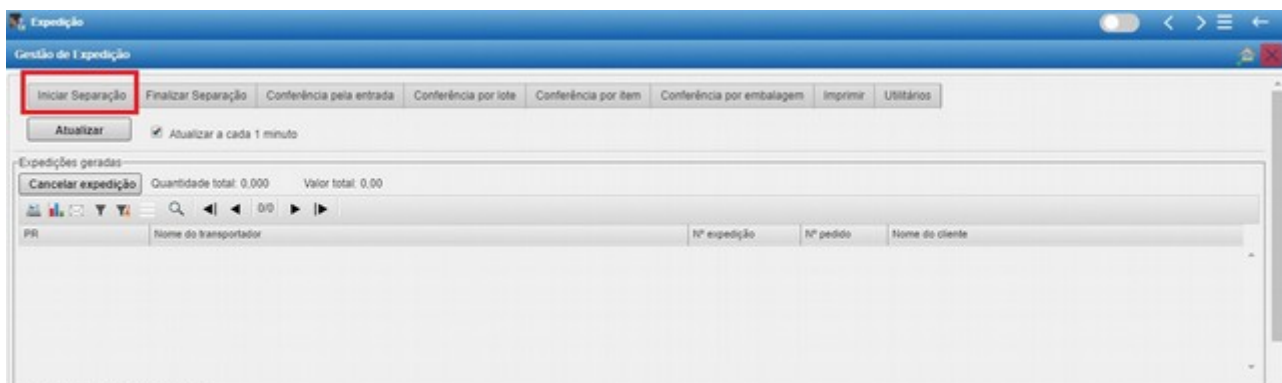 Expedição
Gestão de Expedição
Iniciar Separação Finalizar Separação Conferência pela entrada Conferência por lote Conferência por item Conferência por embalagem Imprimir Utilitários
Atualizar Atualizar a cada 1 minuto
Expedições geradas
Cancelar expedição Quantidade total: 0,000 Valor total: 0,00
0/0
PR Nome do transportador Nº expedição Nº pedido Nome do cliente